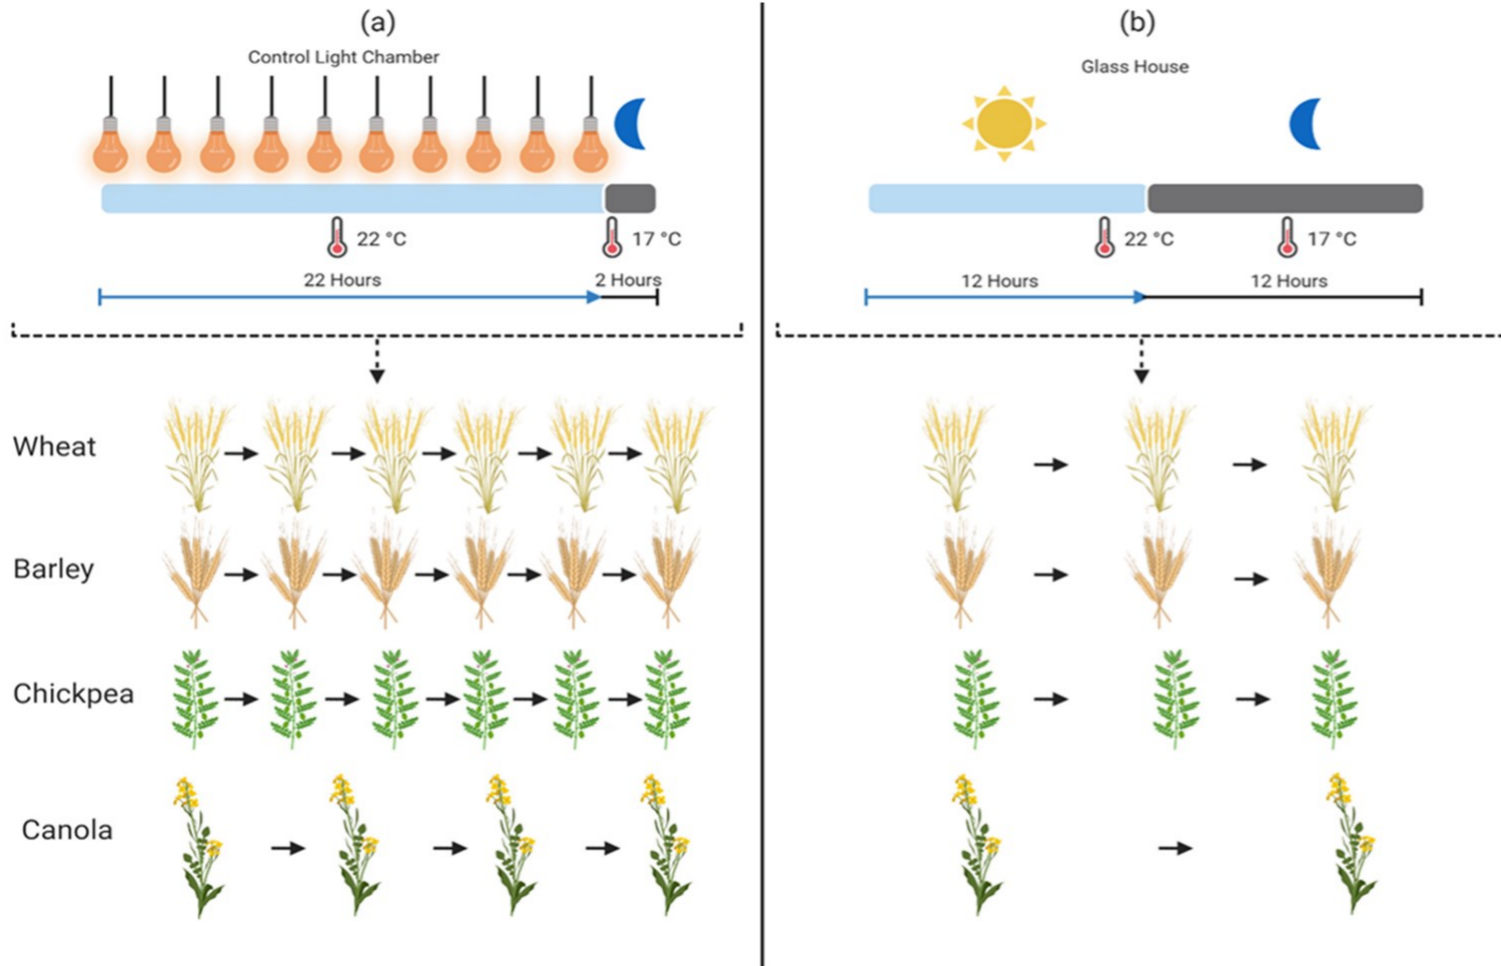 (a)
Control Light Chamber
22 °C
17 °C
22 Hours
2 Hours
(b)
Glass House
22 °C
17 °C
12 Hours
12 Hours
Wheat
Barley
Chickpea
Canola